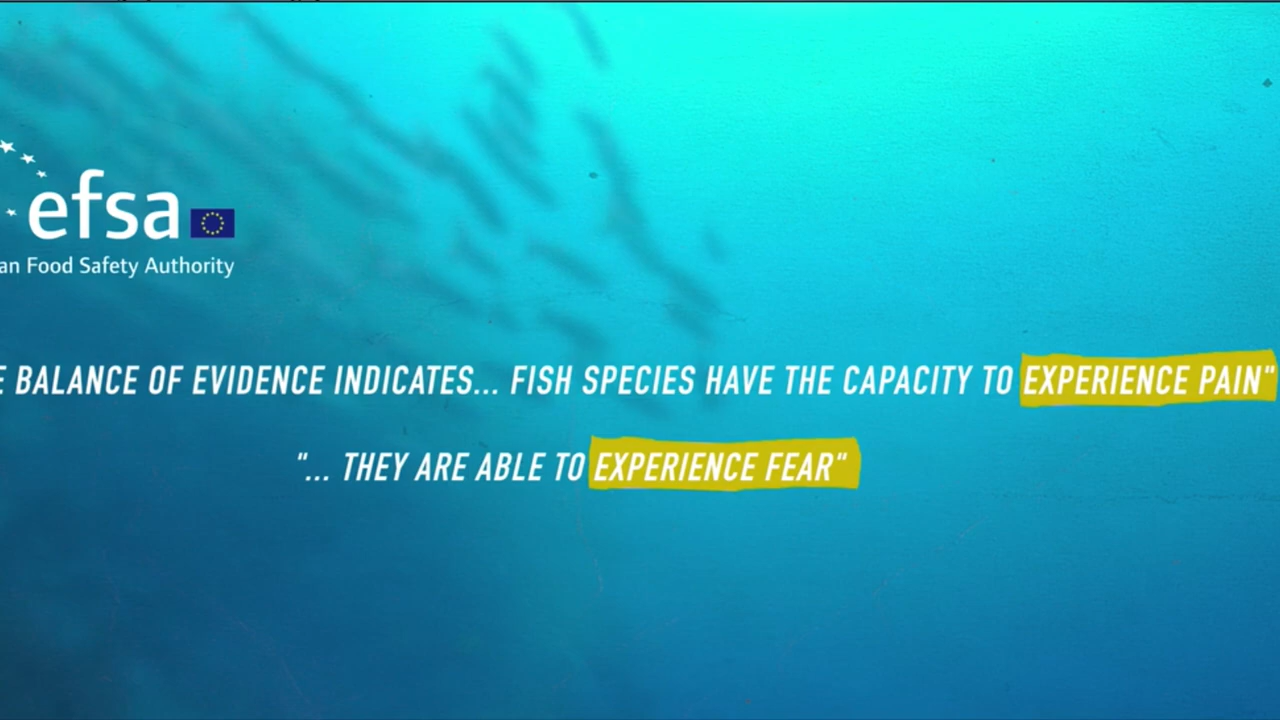 efsa
an Food Safety Authority
E BALANCE OF EVIDENCE INDICATES... FISH SPECIES HAVE THE CAPACITY TO EXPERIENCE PAIN"
"... THEY ARE ABLE TO EXPERIENCE FEAR"